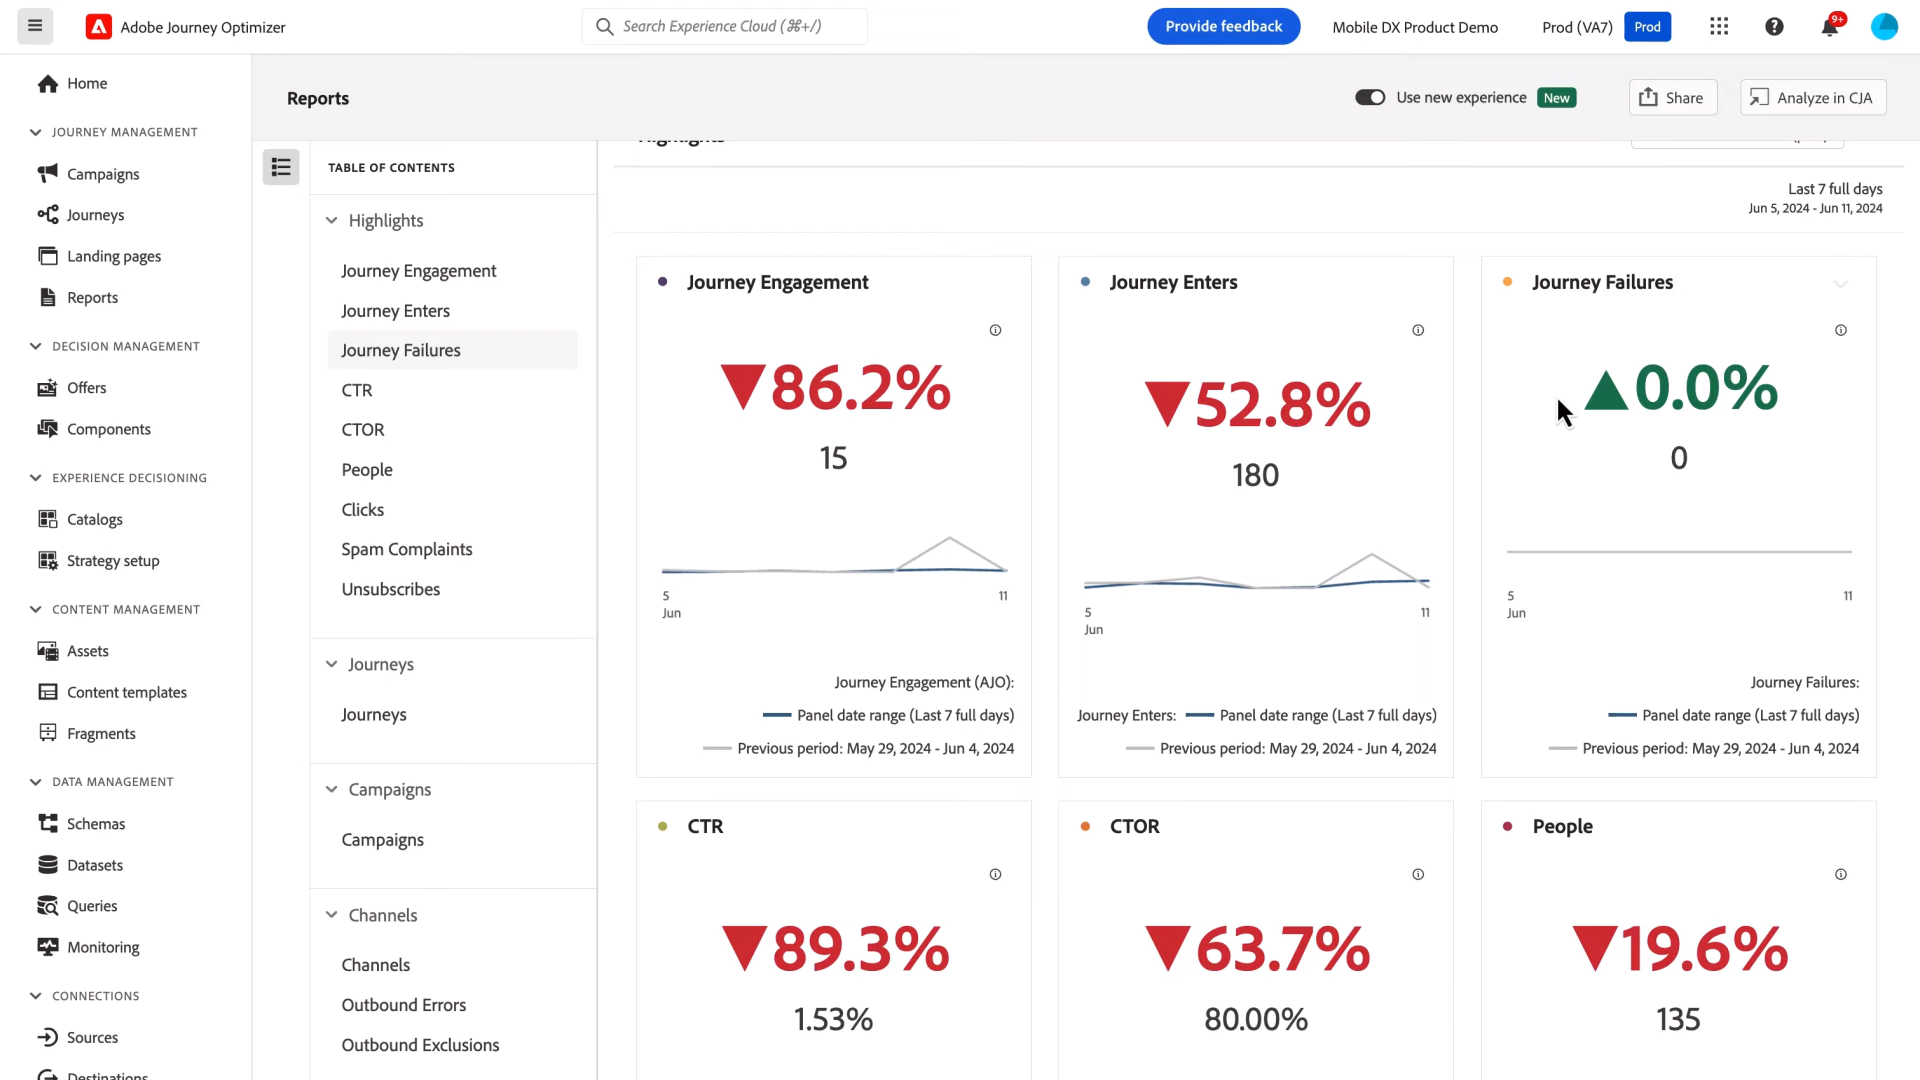 Adobe Journey Optimizer
Search Experience Cloud (⌘+/)
Provide feedback
Mobile DX Product Demo
Prod (VA7)
Prod
9+
Home
JOURNEY MANAGEMENT
Campaigns
Journeys
Landing pages
Reports
DECISION MANAGEMENT
Offers
Components
EXPERIENCE DECISIONING
Catalogs
Strategy setup
CONTENT MANAGEMENT
Assets
Content templates
Fragments
DATA MANAGEMENT
Schemas
Datasets
Queries
Monitoring
CONNECTIONS
Sources
Destinations
Reports
Use new experience
New
Share
Analyze in CJA
TABLE OF CONTENTS
Highlights
Journey Engagement
Journey Enters
Journey Failures
CTR
CTOR
People
Clicks
Spam Complaints
Unsubscribes
Journeys
Journeys
Campaigns
Campaigns
Channels
Channels
Outbound Errors
Outbound Exclusions
Highlights
Last 7 full days
Jun 5, 2024 - Jun 11, 2024
Journey Engagement
▼86.2%
15
5
Jun
11
Journey Engagement (AJO):
Panel date range (Last 7 full days)
Previous period: May 29, 2024 - Jun 4, 2024
Journey Enters
▼52.8%
180
5
Jun
11
Journey Enters: Panel date range (Last 7 full days)
Previous period: May 29, 2024 - Jun 4, 2024
Journey Failures
▲0.0%
0
5
Jun
11
Journey Failures:
Panel date range (Last 7 full days)
Previous period: May 29, 2024 - Jun 4, 2024
CTR
▼89.3%
1.53%
CTOR
▼63.7%
80.00%
People
▼19.6%
135